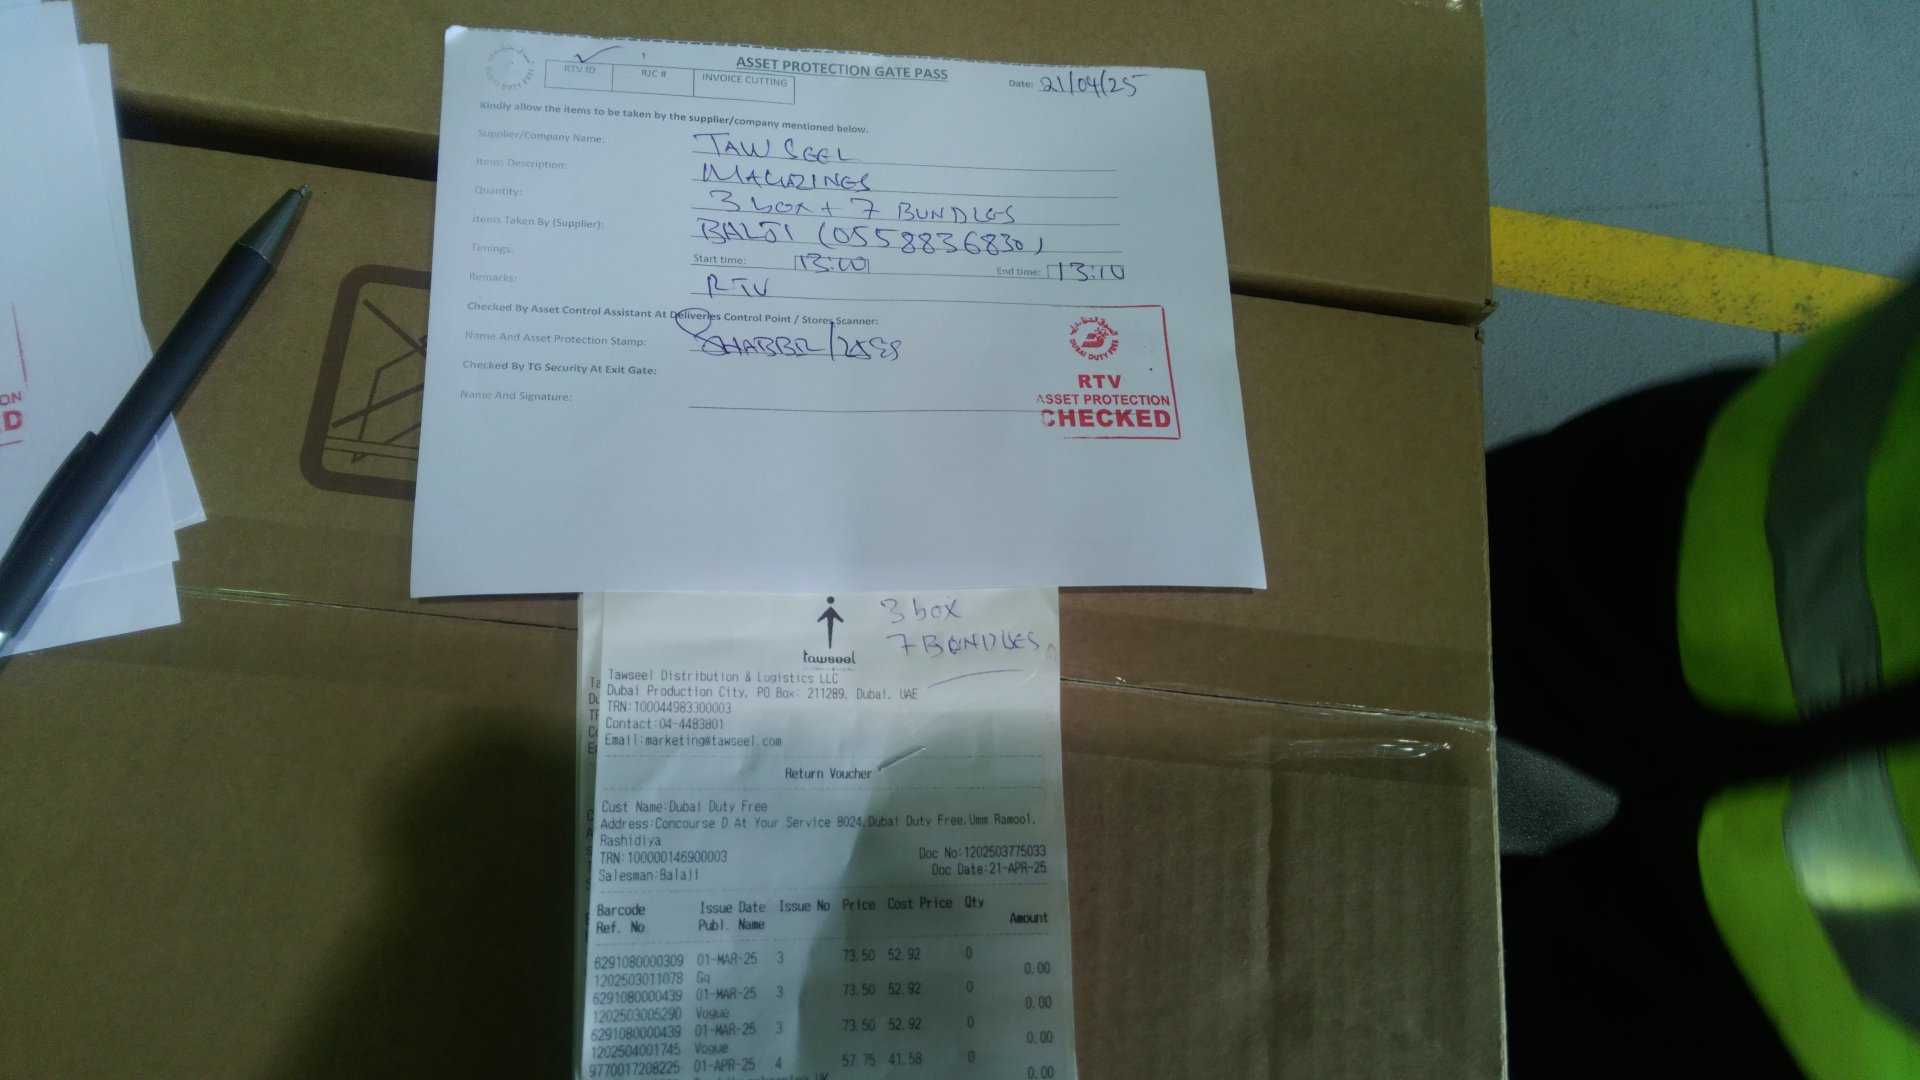 ASSET PROTECTION GATE PASS
RTV ID
RJC #
INVOICE CUTTING
Date: 21/04/25
Kindly allow the items to be taken by the supplier/company mentioned below.
Supplier/Company Name: TAWSEEL
Items Description: MAGAZINES
Quantity: 3 box + 7 BUNDLES
Items Taken By (Supplier): BALJI (0558836830)
Timings: Start time: 13:00 End time: 13:10
Remarks: RTV
Checked By Asset Control Assistant At Deliveries Control Point / Stores Scanner:
Name And Asset Protection Stamp:
Checked By TG Security At Exit Gate:
Name And Signature:
DUBAI DUTY FREE
RTV
ASSET PROTECTION
CHECKED
ON
D
3 box
7 BUNDLES
tawseel
Tawseel Distribution & Logistics LLC
Dubai Production City, PO Box: 211289, Dubai, UAE
TRN:100044983300003
Contact:04-4483801
Email:marketing@tawseel.com
Return Voucher
Cust Name:Dubai Duty Free
Address:Concourse D At Your Service 8024,Dubai Duty Free,Umm Ramool,
Rashidiya
TRN:100000146900003 Doc No:1202503775033
Salesman:Balaji Doc Date:21-APR-25
Barcode Issue Date Issue No Price Cost Price Qty Amount
Ref. No Publ. Name
6291080000309 01-MAR-25 3 73.50 52.92 0 0.00
1202503011078 Gq
6291080000439 01-MAR-25 3 73.50 52.92 0 0.00
1202503005290 Vogue
6291080000439 01-MAR-25 3 73.50 52.92 0 0.00
1202504001745 Vogue
9770017208225 01-APR-25 4 57.75 41.58 0 0.00